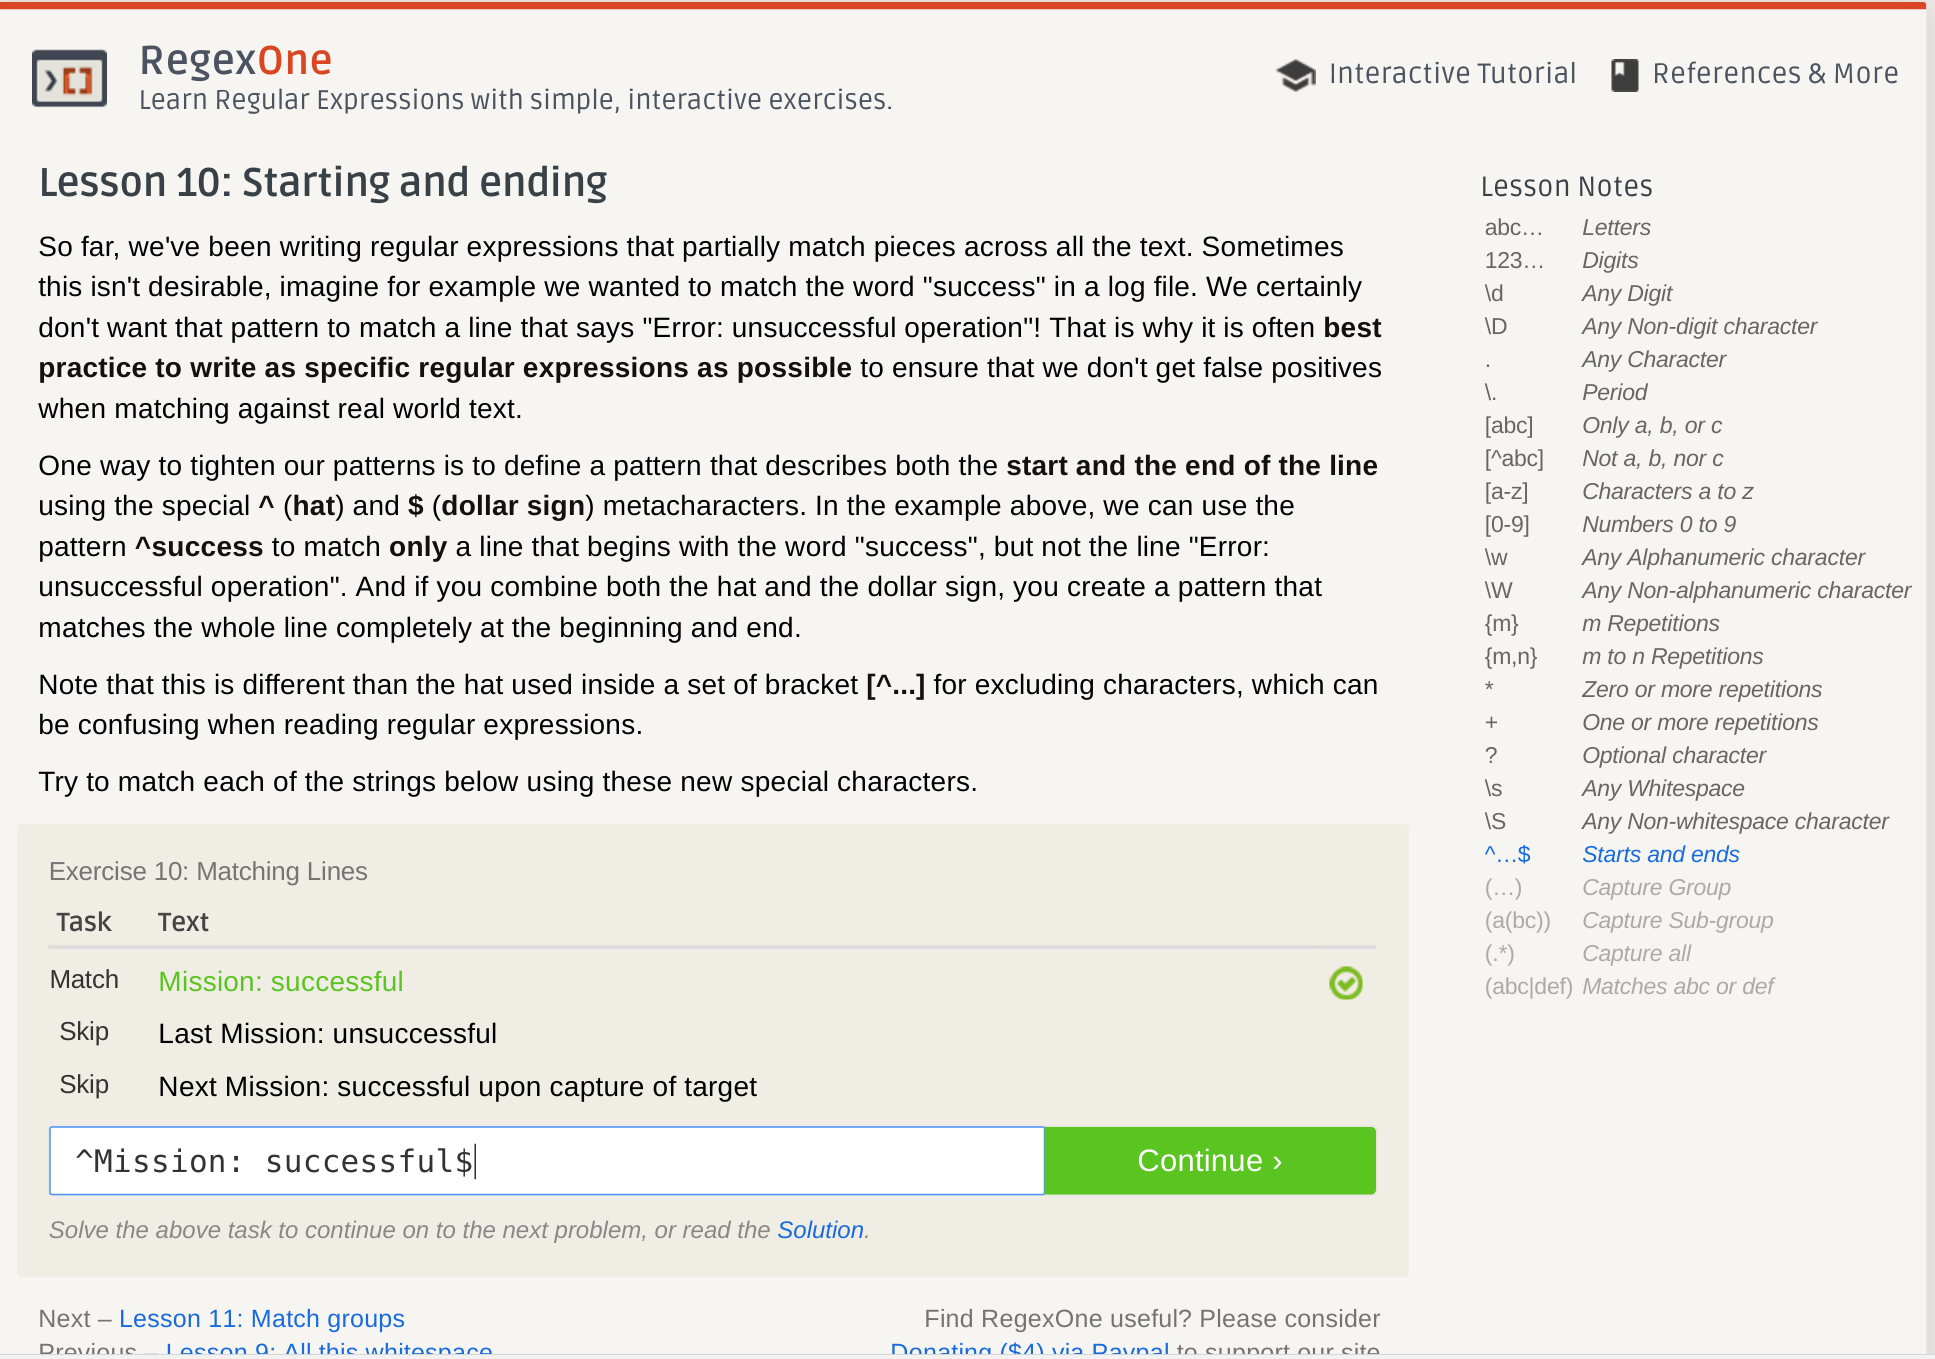 RegexOne
Learn Regular Expressions with simple, interactive exercises.
Interactive Tutorial
References & More
Lesson 10: Starting and ending
So far, we've been writing regular expressions that partially match pieces across all the text. Sometimes
this isn't desirable, imagine for example we wanted to match the word "success" in a log file. We certainly
don't want that pattern to match a line that says "Error: unsuccessful operation"! That is why it is often best
practice to write as specific regular expressions as possible to ensure that we don't get false positives
when matching against real world text.
One way to tighten our patterns is to define a pattern that describes both the start and the end of the line
using the special ^ (hat) and $ (dollar sign) metacharacters. In the example above, we can use the
pattern ^success to match only a line that begins with the word "success", but not the line "Error:
unsuccessful operation". And if you combine both the hat and the dollar sign, you create a pattern that
matches the whole line completely at the beginning and end.
Note that this is different than the hat used inside a set of bracket [^...] for excluding characters, which can
be confusing when reading regular expressions.
Try to match each of the strings below using these new special characters.
Exercise 10: Matching Lines
Task Text
Match Mission: successful
Skip Last Mission: unsuccessful
Skip Next Mission: successful upon capture of target
^Mission: successful$
Continue ›
Solve the above task to continue on to the next problem, or read the Solution.
Next – Lesson 11: Match groups
Previous – Lesson 9: All this whitespace
Find RegexOne useful? Please consider
Donating ($4) via Paypal to support our site
Lesson Notes
abc… Letters
123… Digits
\d Any Digit
\D Any Non-digit character
. Any Character
\. Period
[abc] Only a, b, or c
[^abc] Not a, b, nor c
[a-z] Characters a to z
[0-9] Numbers 0 to 9
\w Any Alphanumeric character
\W Any Non-alphanumeric character
{m} m Repetitions
{m,n} m to n Repetitions
* Zero or more repetitions
+ One or more repetitions
? Optional character
\s Any Whitespace
\S Any Non-whitespace character
^…$ Starts and ends
(…) Capture Group
(a(bc)) Capture Sub-group
(.*) Capture all
(abc|def) Matches abc or def